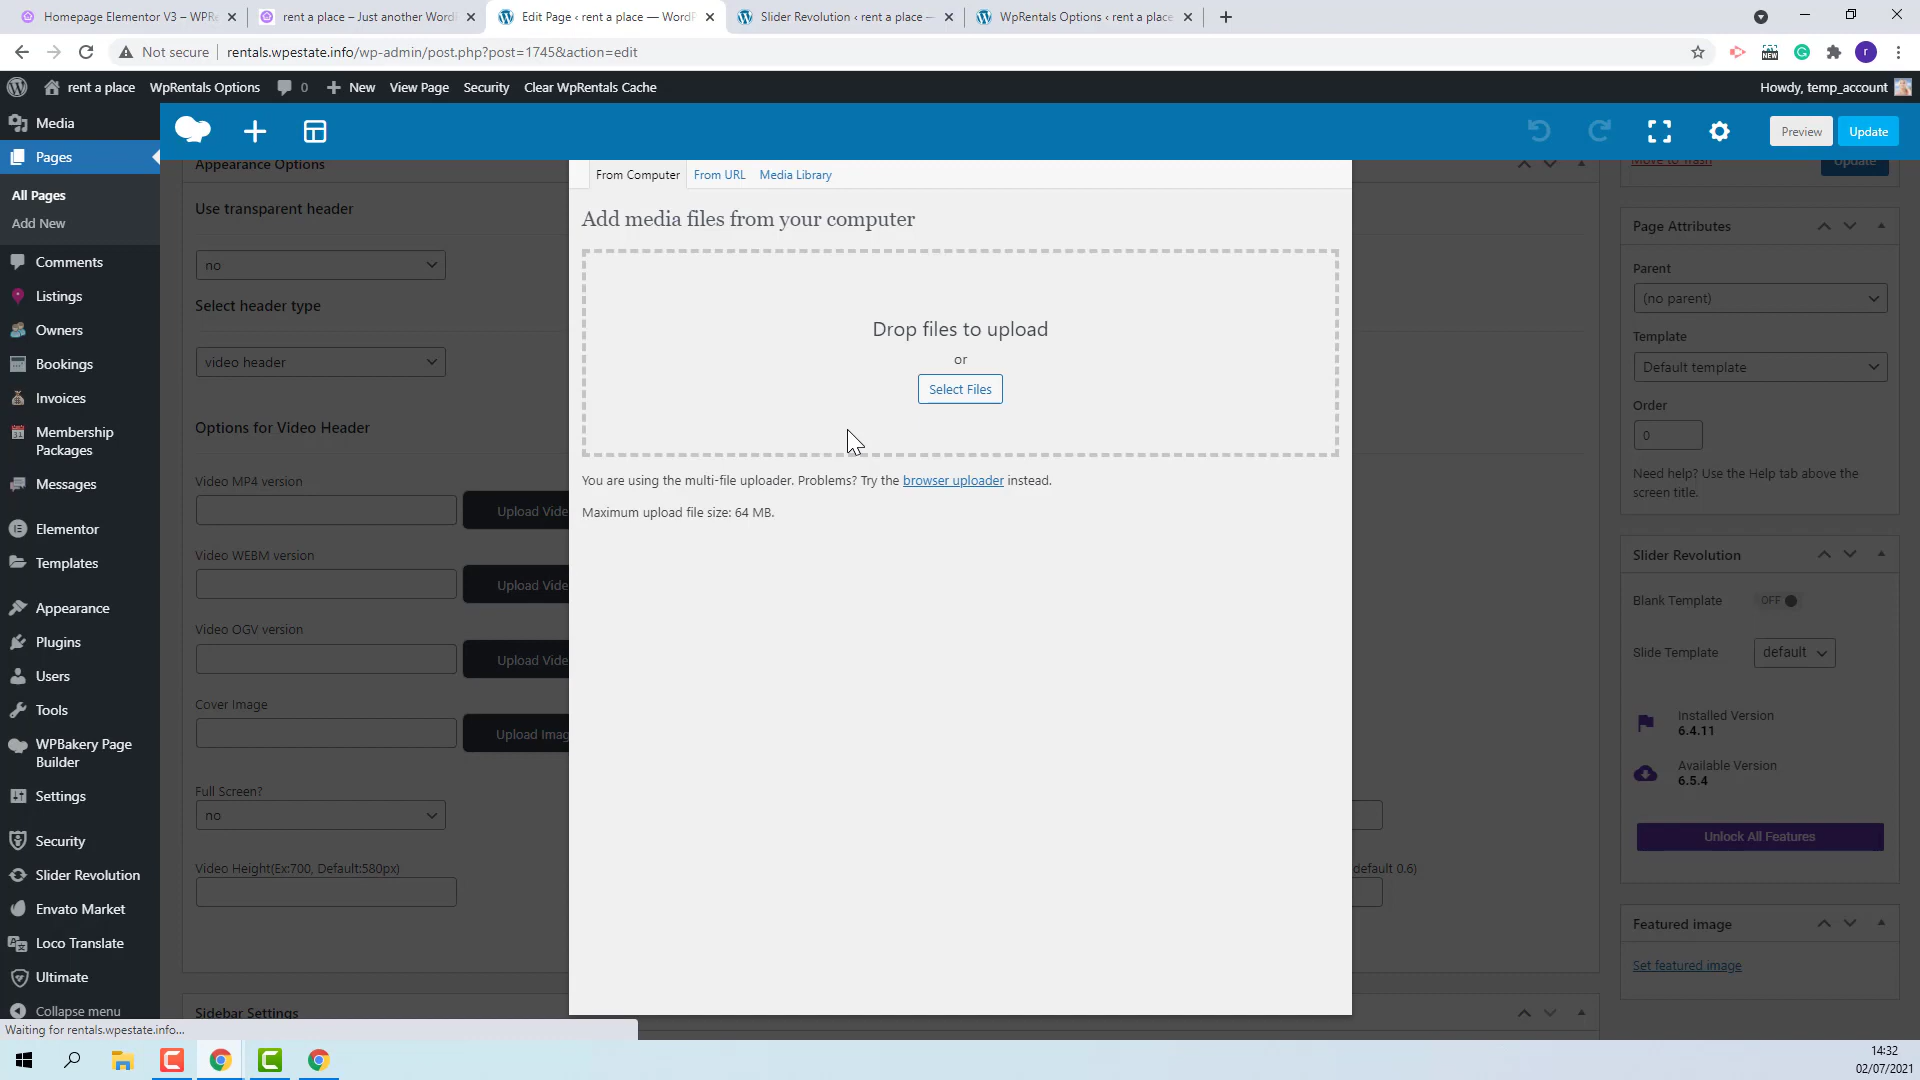 Homepage Elementor V3 – WPRe
rent a place – Just another Word
Edit Page ‹ rent a place — WordP
Slider Revolution ‹ rent a place —
WpRentals Options ‹ rent a place
Not secure
rentals.wpestate.info/wp-admin/post.php?post=1745&action=edit
NEW
r
rent a place
WpRentals Options
0
New
View Page
Security
Clear WpRentals Cache
Howdy, temp_account
Media
Pages
All Pages
Add New
Comments
Listings
Owners
Bookings
Invoices
Membership
Packages
Messages
Elementor
Templates
Appearance
Plugins
Users
Tools
WPBakery Page
Builder
Settings
Security
Slider Revolution
Envato Market
Loco Translate
Ultimate
Collapse menu
Waiting for rentals.wpestate.info...
Preview
Update
Appearance Options
Use transparent header
no
Select header type
video header
Options for Video Header
Video MP4 version
Upload Vide
Video WEBM version
Upload Vide
Video OGV version
Upload Vide
Cover Image
Upload Imag
Full Screen?
no
Video Height(Ex:700, Default:580px)
default 0.6)
Sidebar Settings
From Computer
From URL
Media Library
Add media files from your computer
Drop files to upload
or
Select Files
You are using the multi-file uploader. Problems? Try the browser uploader instead.
Maximum upload file size: 64 MB.
Move to Trash
Update
Page Attributes
Parent
(no parent)
Template
Default template
Order
0
Need help? Use the Help tab above the
screen title.
Slider Revolution
Blank Template
OFF
Slide Template
default
Installed Version
6.4.11
Available Version
6.5.4
Unlock All Features
Featured image
Set featured image
14:32
02/07/2021